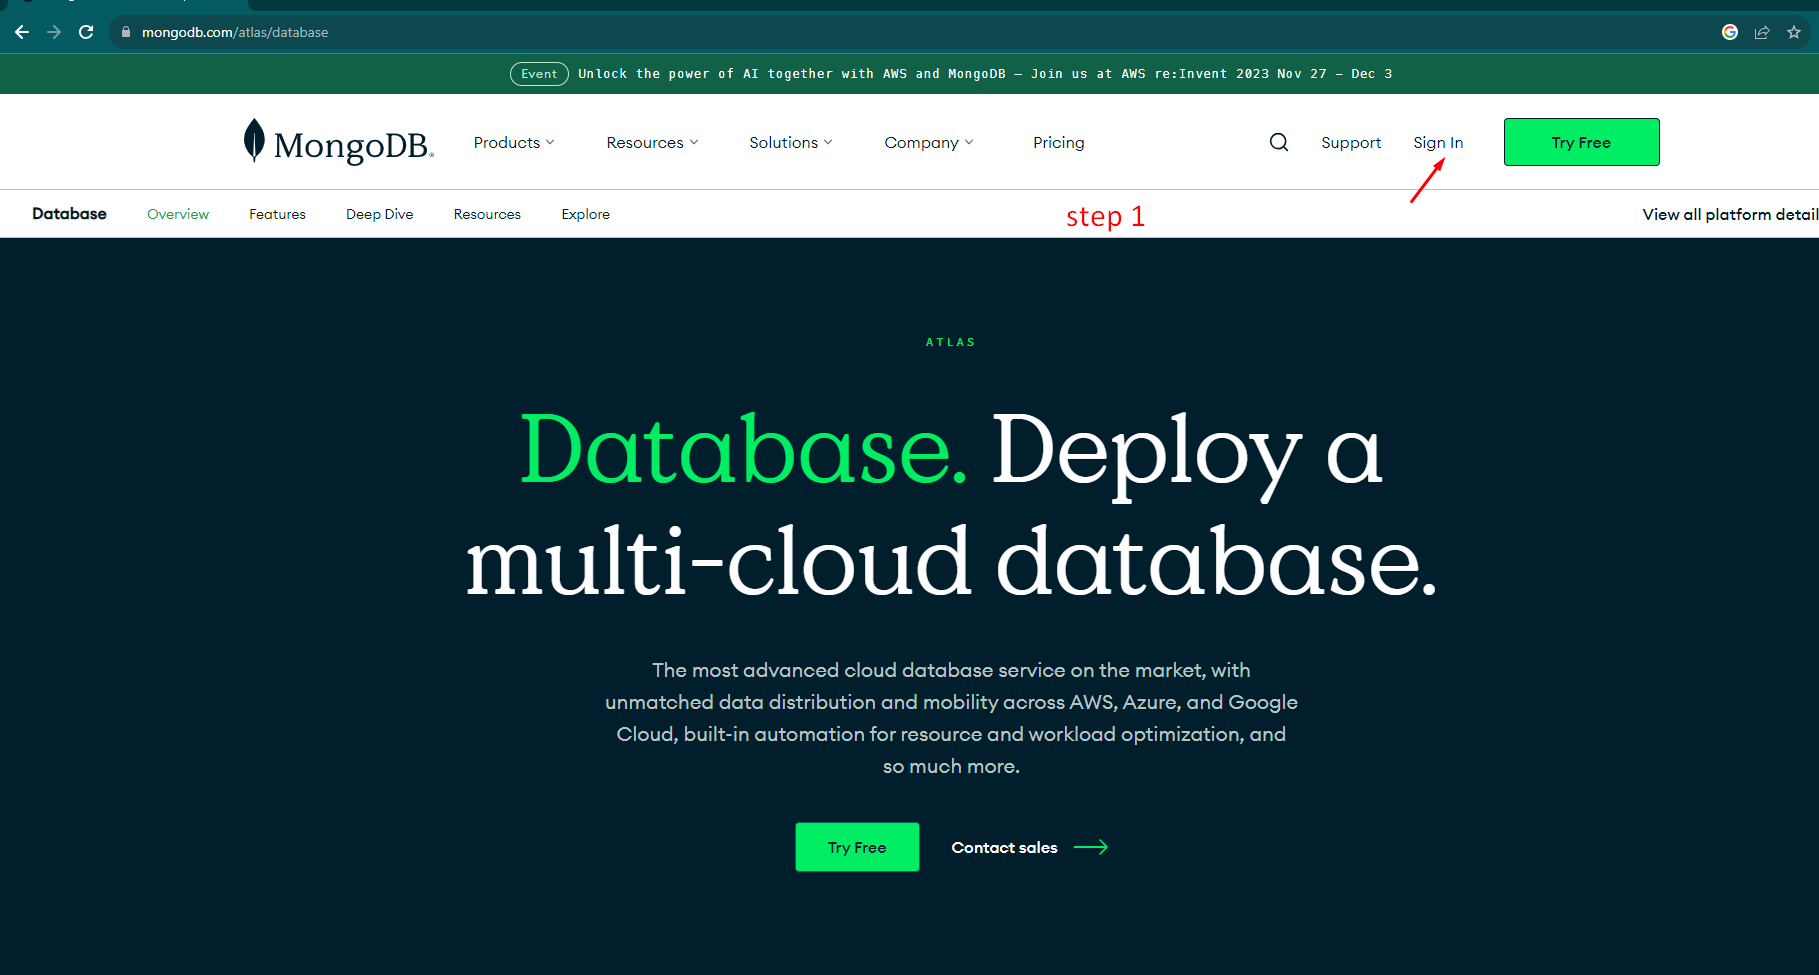 mongodb.com/atlas/database
Event Unlock the power of AI together with AWS and MongoDB — Join us at AWS re:Invent 2023 Nov 27 – Dec 3
MongoDB. Products Resources Solutions Company Pricing Support Sign In Try Free
Database Overview Features Deep Dive Resources Explore View all platform detail
step 1
ATLAS
Database. Deploy a
multi-cloud database.
The most advanced cloud database service on the market, with
unmatched data distribution and mobility across AWS, Azure, and Google
Cloud, built-in automation for resource and workload optimization, and
so much more.
Try Free Contact sales